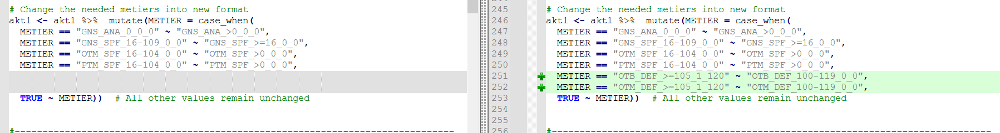 # Change the needed metiers into new format
akt1 <- akt1 %>%  mutate(METIER = case_when(
  METIER == "GNS_ANA_0_0_0" ~ "GNS_ANA_>0_0_0",
  METIER == "GNS_SPF_16-109_0_0" ~ "GNS_SPF_>=16_0_0",
  METIER == "OTM_SPF_16-104_0_0" ~ "OTM_SPF_>0_0_0",
  METIER == "PTM_SPF_16-104_0_0" ~ "PTM_SPF_>0_0_0",
  TRUE ~ METIER))  # All other values remain unchanged
#-------------------------------------------------------------------------------
245 # Change the needed metiers into new format
246 akt1 <- akt1 %>%  mutate(METIER = case_when(
247   METIER == "GNS_ANA_0_0_0" ~ "GNS_ANA_>0_0_0",
248   METIER == "GNS_SPF_16-109_0_0" ~ "GNS_SPF_>=16_0_0",
249   METIER == "OTM_SPF_16-104_0_0" ~ "OTM_SPF_>0_0_0",
250   METIER == "PTM_SPF_16-104_0_0" ~ "PTM_SPF_>0_0_0",
251   METIER == "OTB_DEF_>=105_1_120" ~ "OTB_DEF_100-119_0_0",
252   METIER == "OTM_DEF_>=105_1_120" ~ "OTM_DEF_100-119_0_0",
253   TRUE ~ METIER))  # All other values remain unchanged
254
255
256 #-------------------------------------------------------------------------------